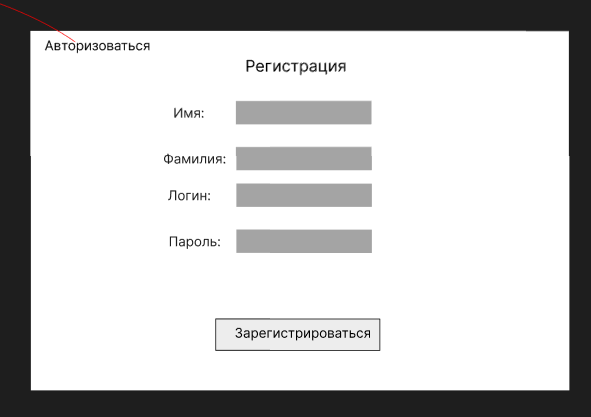 Авторизоваться
Регистрация
Имя:
Фамилия:
Логин:
Пароль:
Зарегистрироваться